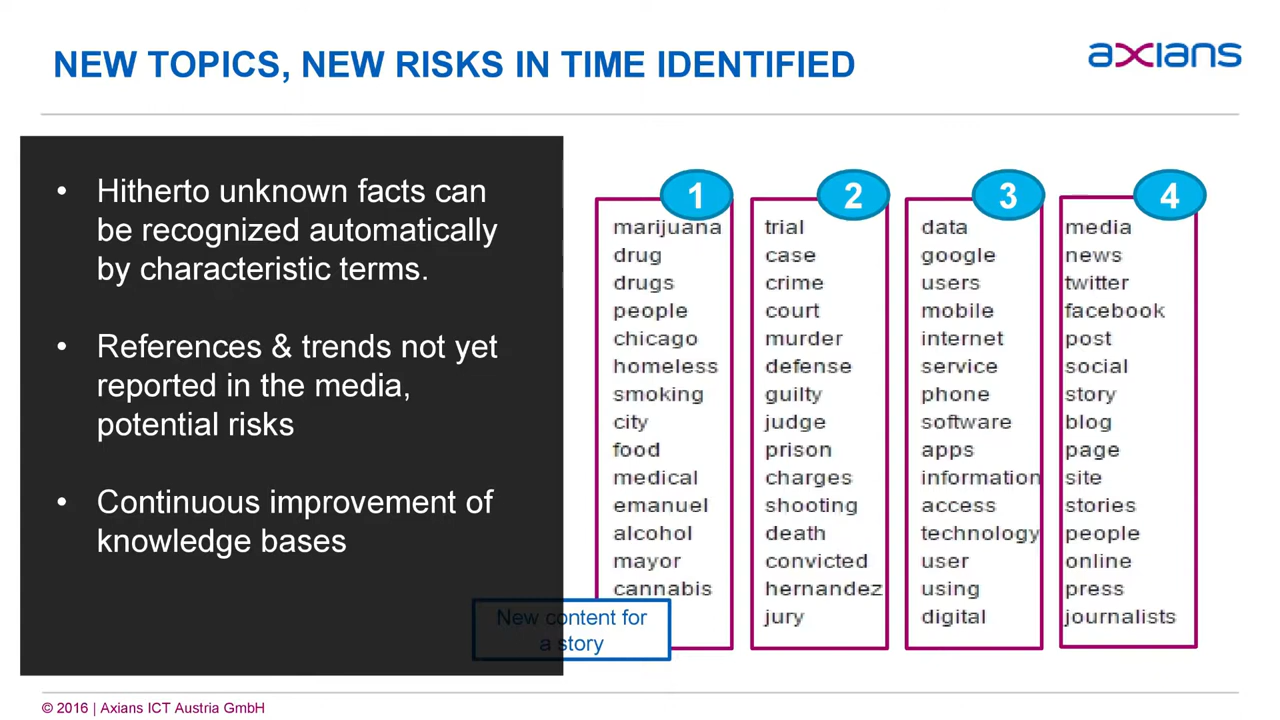 NEW TOPICS, NEW RISKS IN TIME IDENTIFIED
axians
• Hitherto unknown facts can
be recognized automatically
by characteristic terms.
• References & trends not yet
reported in the media,
potential risks
• Continuous improvement of
knowledge bases
1
marijuana
drug
drugs
people
chicago
homeless
smoking
city
food
medical
emanuel
alcohol
mayor
cannabis
New content for
a story
2
trial
case
crime
court
murder
defense
guilty
judge
prison
charges
shooting
death
convicted
hernandez
jury
3
data
google
users
mobile
internet
service
phone
software
apps
information
access
technology
user
using
digital
4
media
news
twitter
facebook
post
social
story
blog
page
site
stories
people
online
press
journalists
© 2016 | Axians ICT Austria GmbH